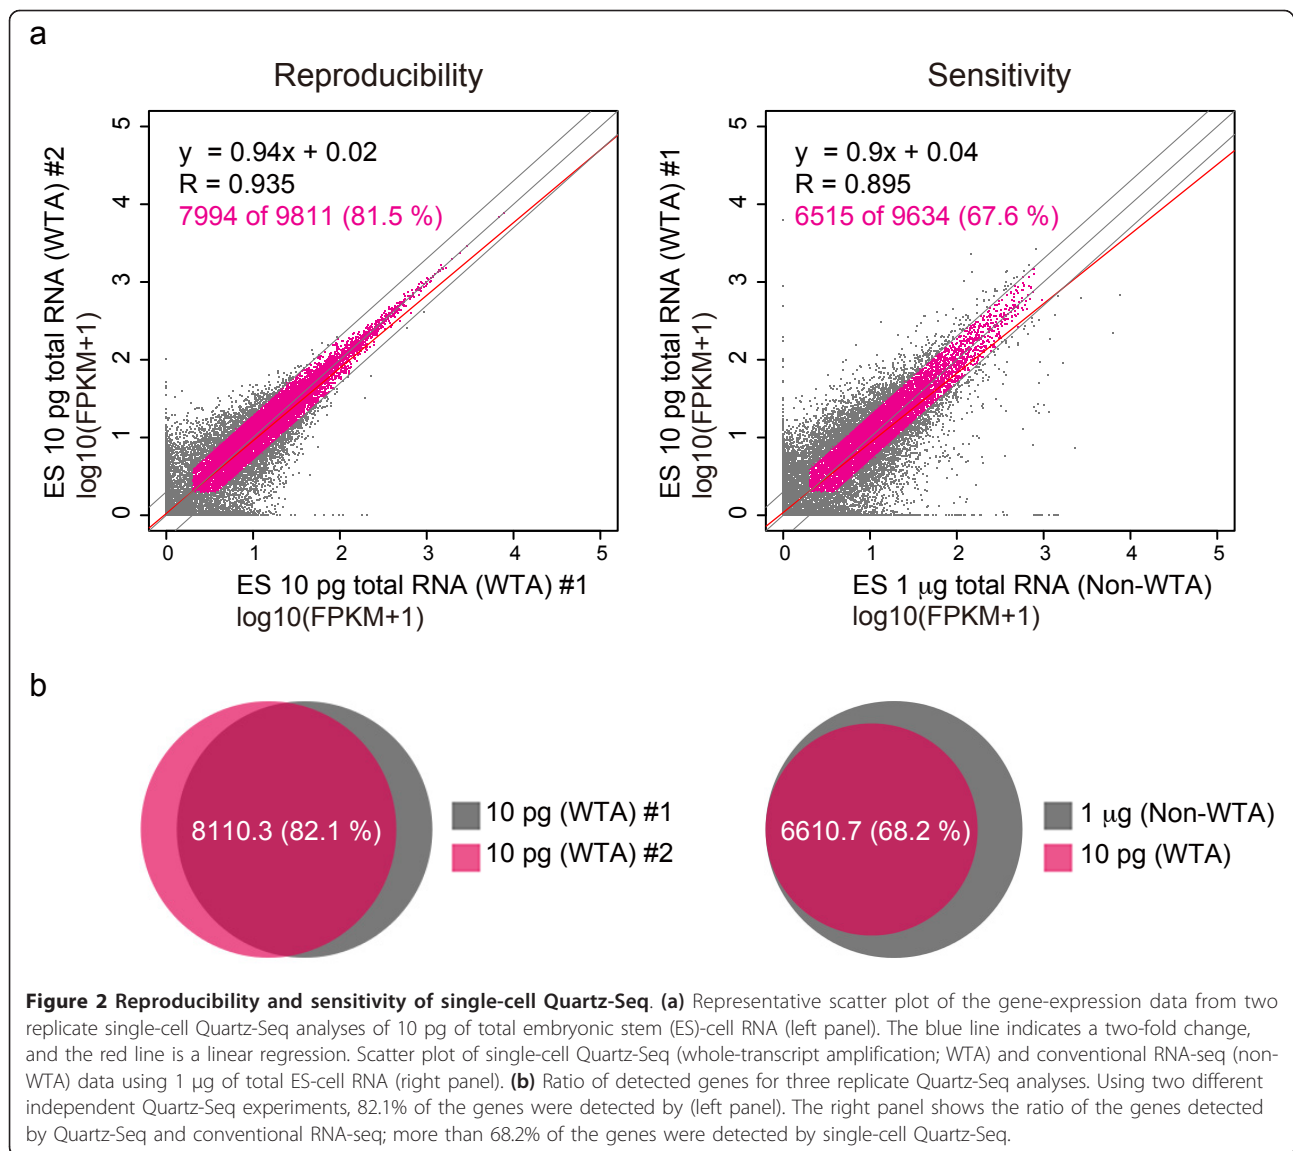 a
Reproducibility
5
4
3
2
1
0
ES 10 pg total RNA (WTA) #2
log10(FPKM+1)
y = 0.94x + 0.02
R = 0.935
7994 of 9811 (81.5 %)
0 1 2 3 4 5
ES 10 pg total RNA (WTA) #1
log10(FPKM+1)
Sensitivity
5
4
3
2
1
0
ES 10 pg total RNA (WTA) #1
log10(FPKM+1)
y = 0.9x + 0.04
R = 0.895
6515 of 9634 (67.6 %)
0 1 2 3 4 5
ES 1 μg total RNA (Non-WTA)
log10(FPKM+1)
b
8110.3 (82.1 %)
10 pg (WTA) #1
10 pg (WTA) #2
6610.7 (68.2 %)
1 μg (Non-WTA)
10 pg (WTA)
Figure 2 Reproducibility and sensitivity of single-cell Quartz-Seq. (a) Representative scatter plot of the gene-expression data from two
replicate single-cell Quartz-Seq analyses of 10 pg of total embryonic stem (ES)-cell RNA (left panel). The blue line indicates a two-fold change,
and the red line is a linear regression. Scatter plot of single-cell Quartz-Seq (whole-transcript amplification; WTA) and conventional RNA-seq (non-
WTA) data using 1 μg of total ES-cell RNA (right panel). (b) Ratio of detected genes for three replicate Quartz-Seq analyses. Using two different
independent Quartz-Seq experiments, 82.1% of the genes were detected by (left panel). The right panel shows the ratio of the genes detected
by Quartz-Seq and conventional RNA-seq; more than 68.2% of the genes were detected by single-cell Quartz-Seq.